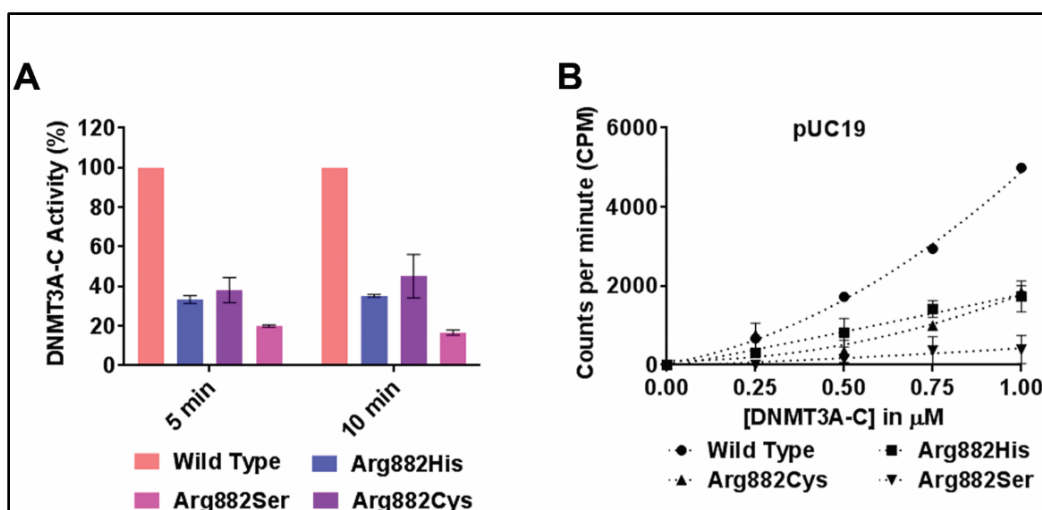 A
DNMT3A-C Activity (%)
120
100
80
60
40
20
0
5 min
10 min
Wild Type
Arg882His
Arg882Ser
Arg882Cys
B
pUC19
Counts per minute (CPM)
6000
4000
2000
0
0.00 0.25 0.50 0.75 1.00
[DNMT3A-C] in μM
Wild Type
Arg882His
Arg882Cys
Arg882Ser